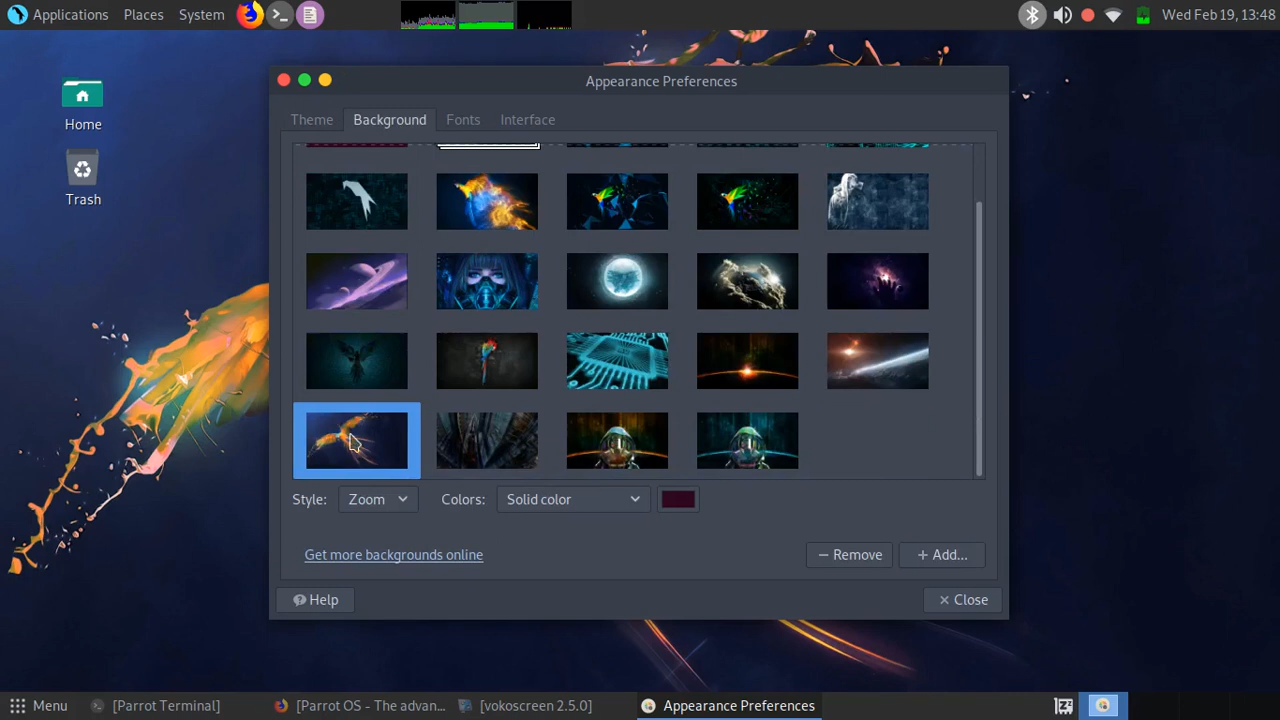 Applications Places System Wed Feb 19, 13:48
Home
Trash
Appearance Preferences
Theme Background Fonts Interface
Style: Zoom Colors: Solid color
Get more backgrounds online Remove Add...
Help Close
Menu [Parrot Terminal] [Parrot OS - The advan... [vokoscreen 2.5.0] Appearance Preferences